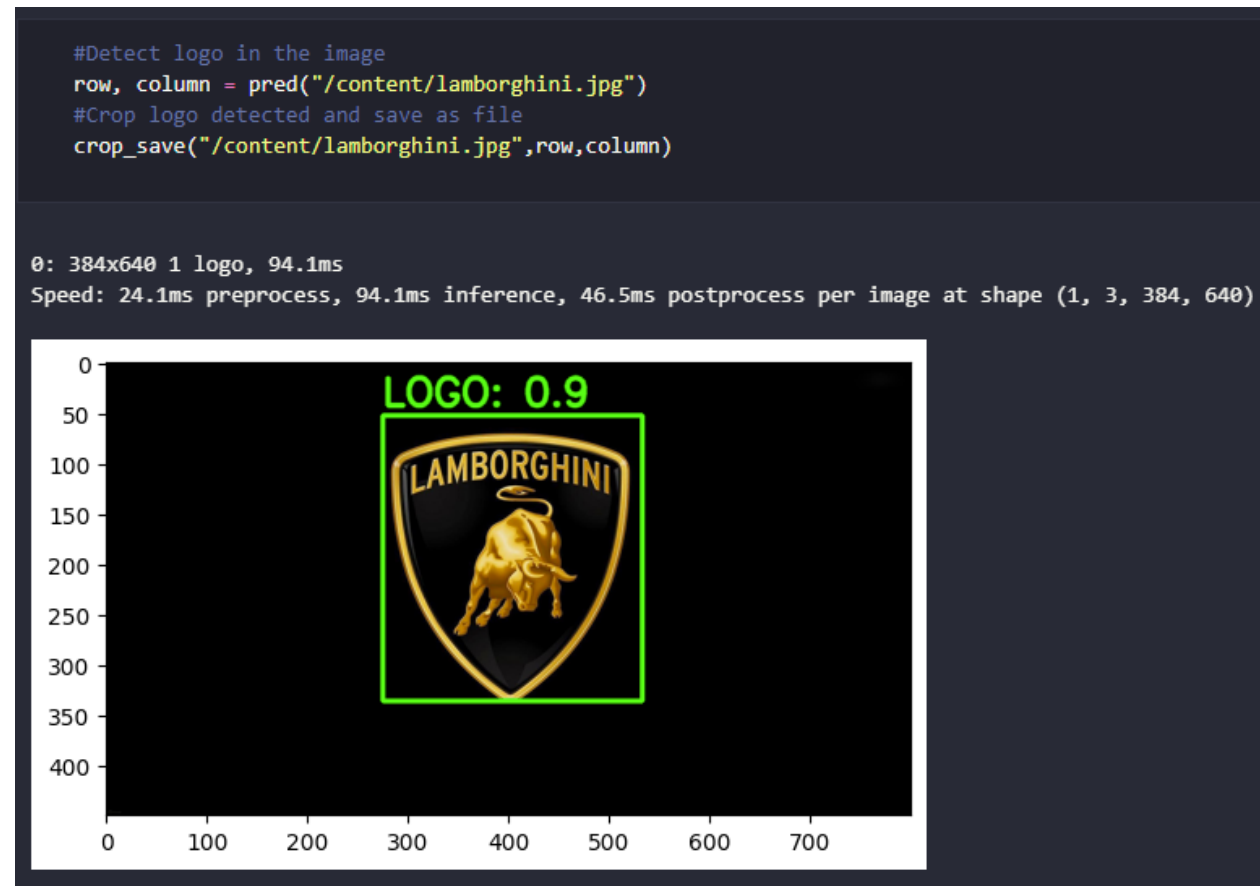 #Detect logo in the image
row, column = pred("/content/lamborghini.jpg")
#Crop logo detected and save as file
crop_save("/content/lamborghini.jpg",row,column)
0: 384x640 1 logo, 94.1ms
Speed: 24.1ms preprocess, 94.1ms inference, 46.5ms postprocess per image at shape (1, 3, 384, 640)
0
LOGO: 0.9
50
100
LAMBORGHINI
150
200
250
300
350
400
0 100 200 300 400 500 600 700